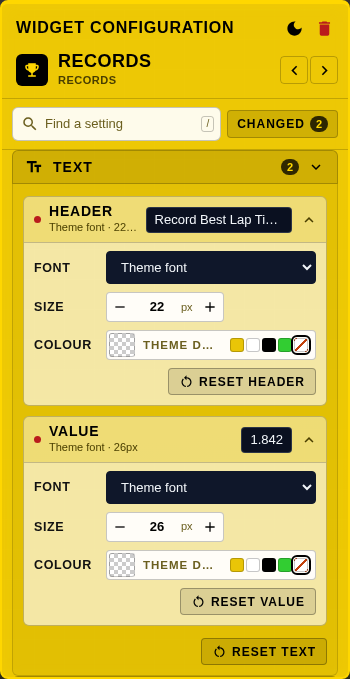 WIDGET CONFIGURATION
RECORDS
RECORDS
Find a setting /
CHANGED 2
TEXT 2
HEADER
Theme font · 22…
Record Best Lap Ti…
FONT Theme font
SIZE − 22 px +
COLOUR THEME D…
RESET HEADER
VALUE
Theme font · 26px
1.842
FONT Theme font
SIZE − 26 px +
COLOUR THEME D…
RESET VALUE
RESET TEXT